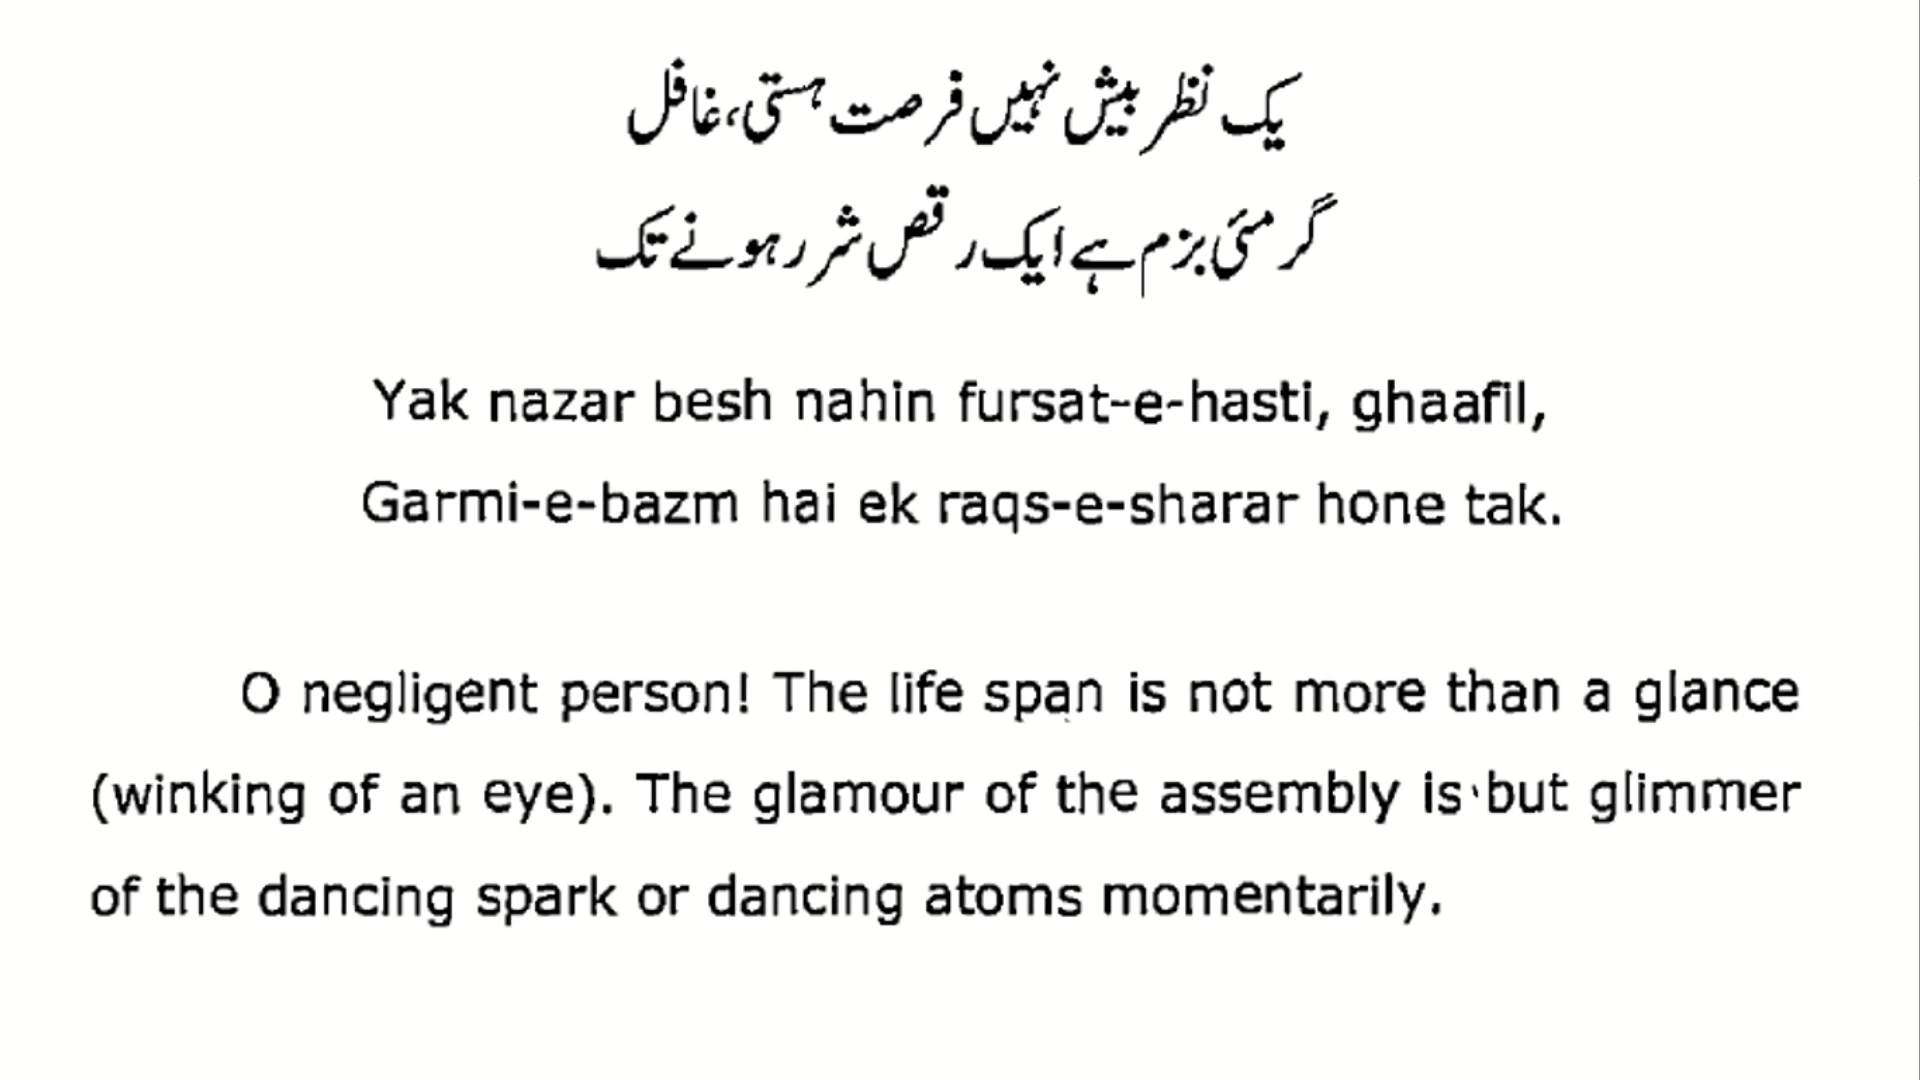 یک نظر بیش نہیں فرصت ہستی، غافل
گرمئی بزم ہے ایک رقص شرر ہونے تک
Yak nazar besh nahin fursat-e-hasti, ghaafil,
Garmi-e-bazm hai ek raqs-e-sharar hone tak.
O negligent person! The life span is not more than a glance
(winking of an eye). The glamour of the assembly is but glimmer
of the dancing spark or dancing atoms momentarily.